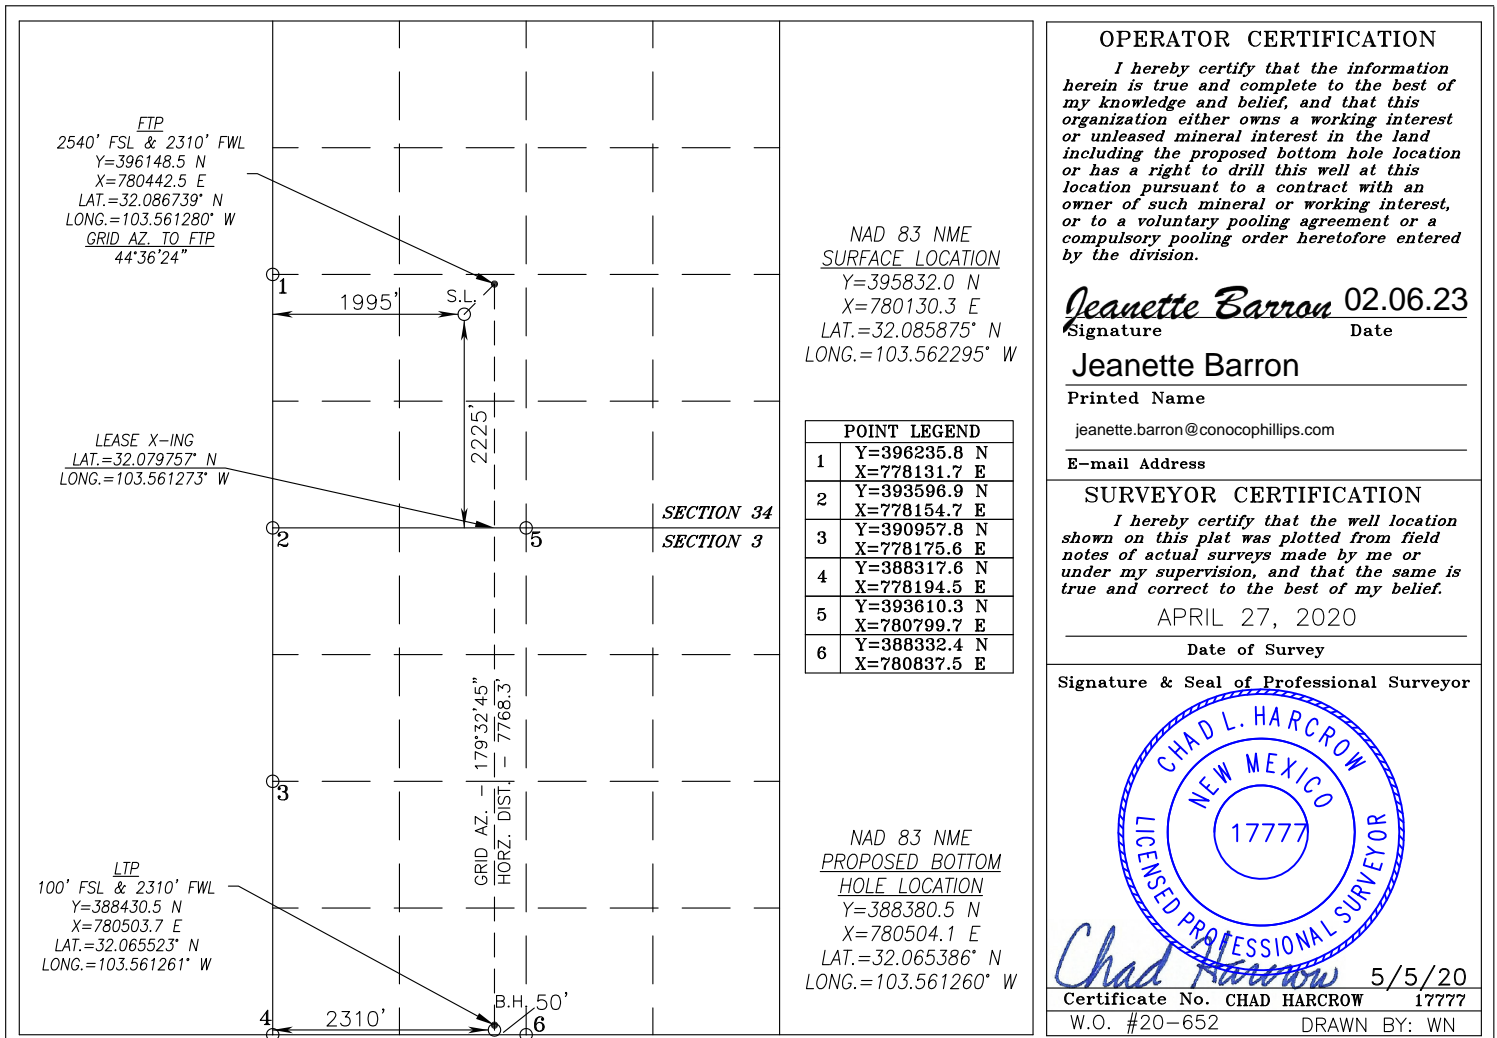 FTP
2540' FSL & 2310' FWL
Y=396148.5 N
X=780442.5 E
LAT.=32.086739° N
LONG.=103.561280° W
GRID AZ. TO FTP
44°36'24"
1
1995'
S.L.
2225'
LEASE X-ING
LAT.=32.079757° N
LONG.=103.561273° W
2
5
SECTION 34
SECTION 3
GRID AZ. - 179°32'45"
HORZ. DIST. - 7768.3'
3
LTP
100' FSL & 2310' FWL
Y=388430.5 N
X=780503.7 E
LAT.=32.065523° N
LONG.=103.561261° W
4
2310'
B.H.
50'
6
NAD 83 NME
SURFACE LOCATION
Y=395832.0 N
X=780130.3 E
LAT.=32.085875° N
LONG.=103.562295° W
POINT LEGEND
1 Y=396235.8 N
X=778131.7 E
2 Y=393596.9 N
X=778154.7 E
3 Y=390957.8 N
X=778175.6 E
4 Y=388317.6 N
X=778194.5 E
5 Y=393610.3 N
X=780799.7 E
6 Y=388332.4 N
X=780837.5 E
NAD 83 NME
PROPOSED BOTTOM
HOLE LOCATION
Y=388380.5 N
X=780504.1 E
LAT.=32.065386° N
LONG.=103.561260° W
OPERATOR CERTIFICATION
I hereby certify that the information
herein is true and complete to the best of
my knowledge and belief, and that this
organization either owns a working interest
or unleased mineral interest in the land
including the proposed bottom hole location
or has a right to drill this well at this
location pursuant to a contract with an
owner of such mineral or working interest,
or to a voluntary pooling agreement or a
compulsory pooling order heretofore entered
by the division.
Jeanette Barron 02.06.23
Signature Date
Jeanette Barron
Printed Name
jeanette.barron@conocophillips.com
E-mail Address
SURVEYOR CERTIFICATION
I hereby certify that the well location
shown on this plat was plotted from field
notes of actual surveys made by me or
under my supervision, and that the same is
true and correct to the best of my belief.
APRIL 27, 2020
Date of Survey
Signature & Seal of Professional Surveyor
CHAD L. HARCROW
NEW MEXICO
17777
LICENSED PROFESSIONAL SURVEYOR
Chad Harcrow 5/5/20
Certificate No. CHAD HARCROW 17777
W.O. #20-652 DRAWN BY: WN